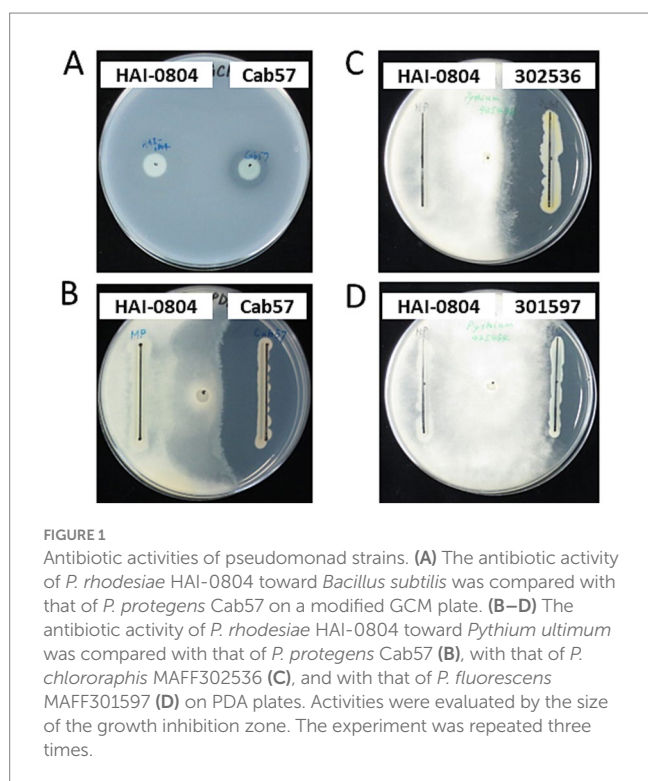 A
HAI-0804 Cab57
C
HAI-0804 302536
Pythium
B
HAI-0804 Cab57
MP Cab57
D
HAI-0804 301597
Pythium
FIGURE 1
Antibiotic activities of pseudomonad strains. (A) The antibiotic activity
of P. rhodesiae HAI-0804 toward Bacillus subtilis was compared with
that of P. protegens Cab57 on a modified GCM plate. (B–D) The
antibiotic activity of P. rhodesiae HAI-0804 toward Pythium ultimum
was compared with that of P. protegens Cab57 (B), with that of P.
chlororaphis MAFF302536 (C), and with that of P. fluorescens
MAFF301597 (D) on PDA plates. Activities were evaluated by the size
of the growth inhibition zone. The experiment was repeated three
times.